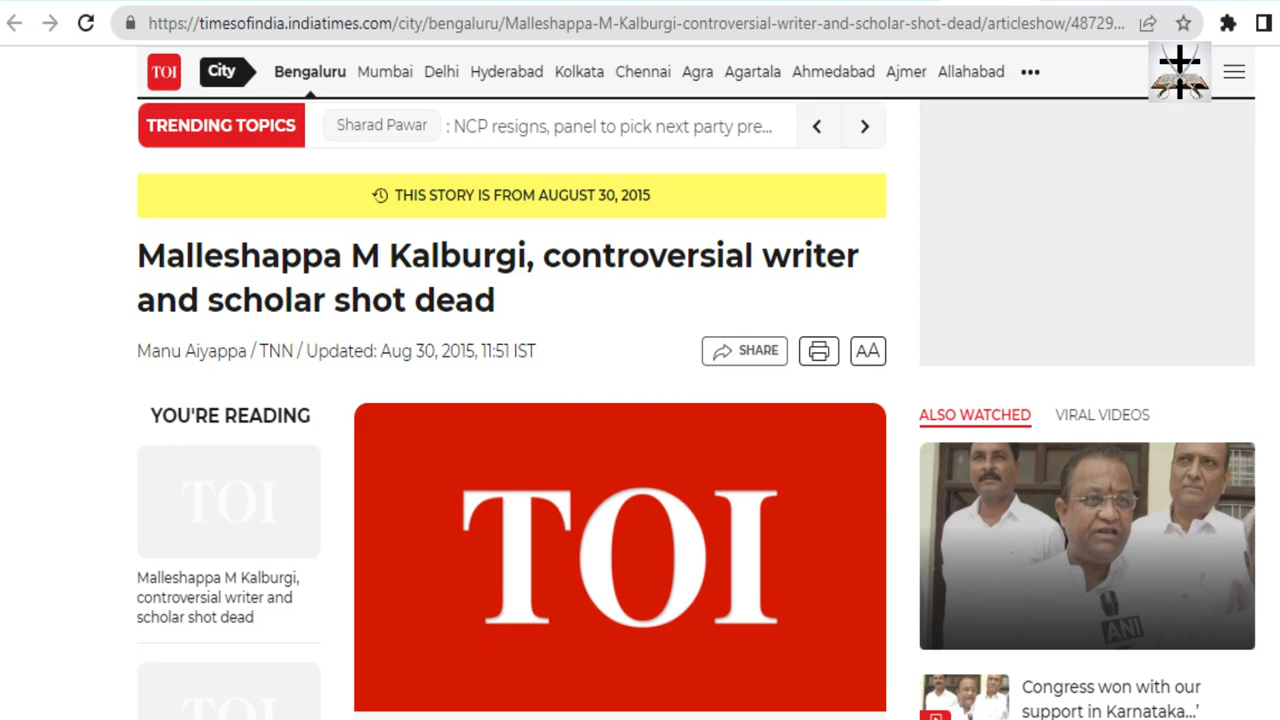 https://timesofindia.indiatimes.com/city/bengaluru/Malleshappa-M-Kalburgi-controversial-writer-and-scholar-shot-dead/articleshow/48729...
TOI City Bengaluru Mumbai Delhi Hyderabad Kolkata Chennai Agra Agartala Ahmedabad Ajmer Allahabad •••
TRENDING TOPICS Sharad Pawar : NCP resigns, panel to pick next party pre...
THIS STORY IS FROM AUGUST 30, 2015
Malleshappa M Kalburgi, controversial writer
and scholar shot dead
Manu Aiyappa / TNN / Updated: Aug 30, 2015, 11:51 IST
SHARE
AA
YOU'RE READING
TOI
Malleshappa M Kalburgi,
controversial writer and
scholar shot dead
TOI
TOI
ALSO WATCHED VIRAL VIDEOS
ANI
Congress won with our
support in Karnataka...'